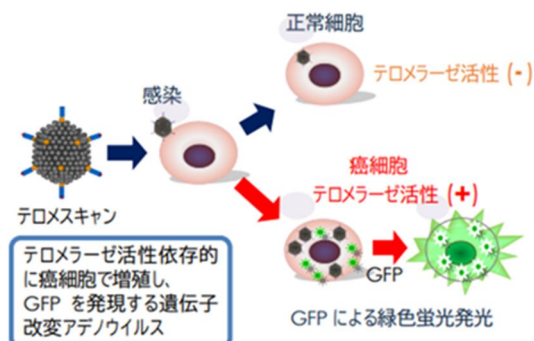 正常細胞
テロメラーゼ活性 (-)
感染
癌細胞
テロメラーゼ活性 (+)
テロメスキャン
GFP
テロメラーゼ活性依存的
に癌細胞で増殖し、
GFP を発現する遺伝子
改変アデノウイルス
GFP による緑色蛍光発光